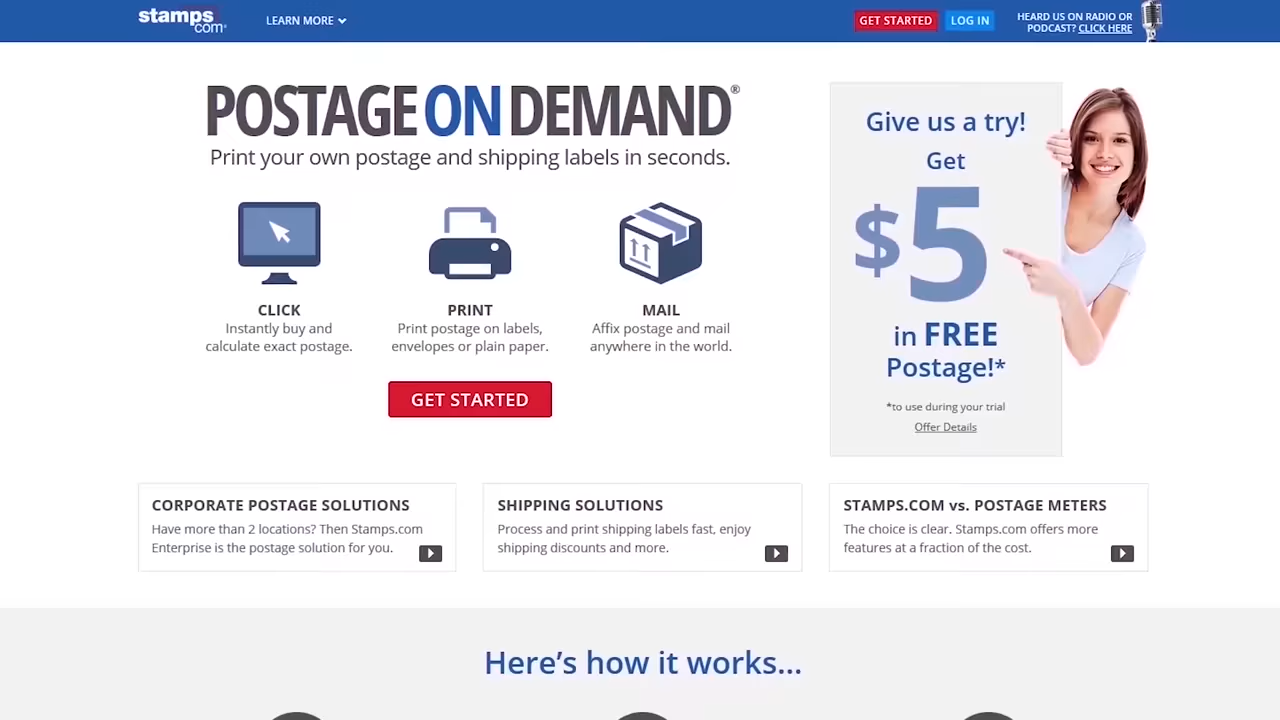 stamps
.com®
LEARN MORE
GET STARTED
LOG IN
HEARD US ON RADIO OR
PODCAST? CLICK HERE
POSTAGE ON DEMAND®
Print your own postage and shipping labels in seconds.
CLICK
Instantly buy and
calculate exact postage.
PRINT
Print postage on labels,
envelopes or plain paper.
MAIL
Affix postage and mail
anywhere in the world.
GET STARTED
Give us a try!
Get
$5
in FREE
Postage!*
*to use during your trial
Offer Details
CORPORATE POSTAGE SOLUTIONS
Have more than 2 locations? Then Stamps.com
Enterprise is the postage solution for you.
SHIPPING SOLUTIONS
Process and print shipping labels fast, enjoy
shipping discounts and more.
STAMPS.COM vs. POSTAGE METERS
The choice is clear. Stamps.com offers more
features at a fraction of the cost.
Here's how it works...